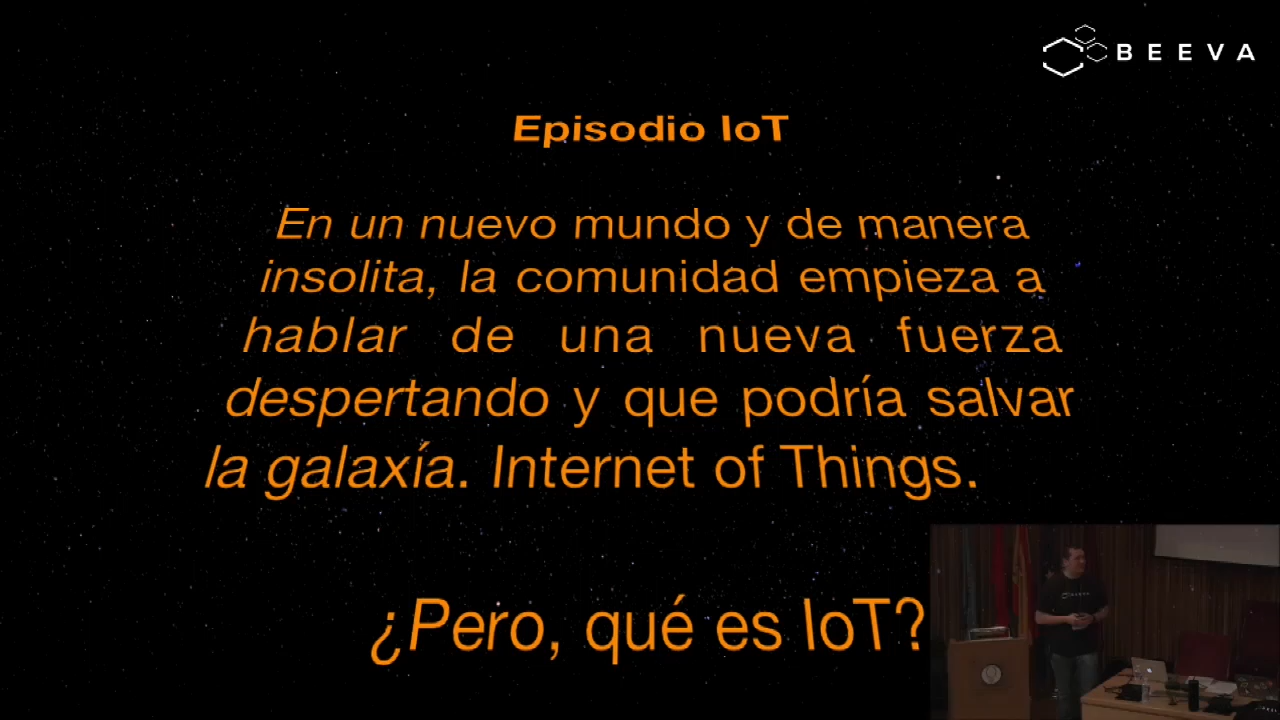 BEEVA
Episodio IoT
En un nuevo mundo y de manera
insolita, la comunidad empieza a
hablar de una nueva fuerza
despertando y que podría salvar
la galaxía. Internet of Things.
¿Pero, qué es IoT?